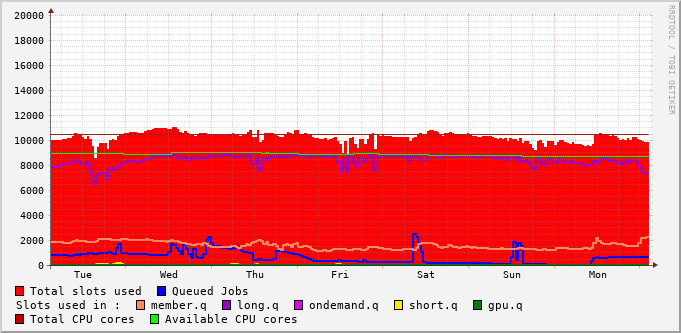 RRDTOOL / TOBI OETIKER
20000
18000
16000
14000
12000
10000
8000
6000
4000
2000
0
Tue Wed Thu Fri Sat Sun Mon
Total slots used Queued Jobs
Slots used in : member.q long.q ondemand.q short.q gpu.q
Total CPU cores Available CPU cores